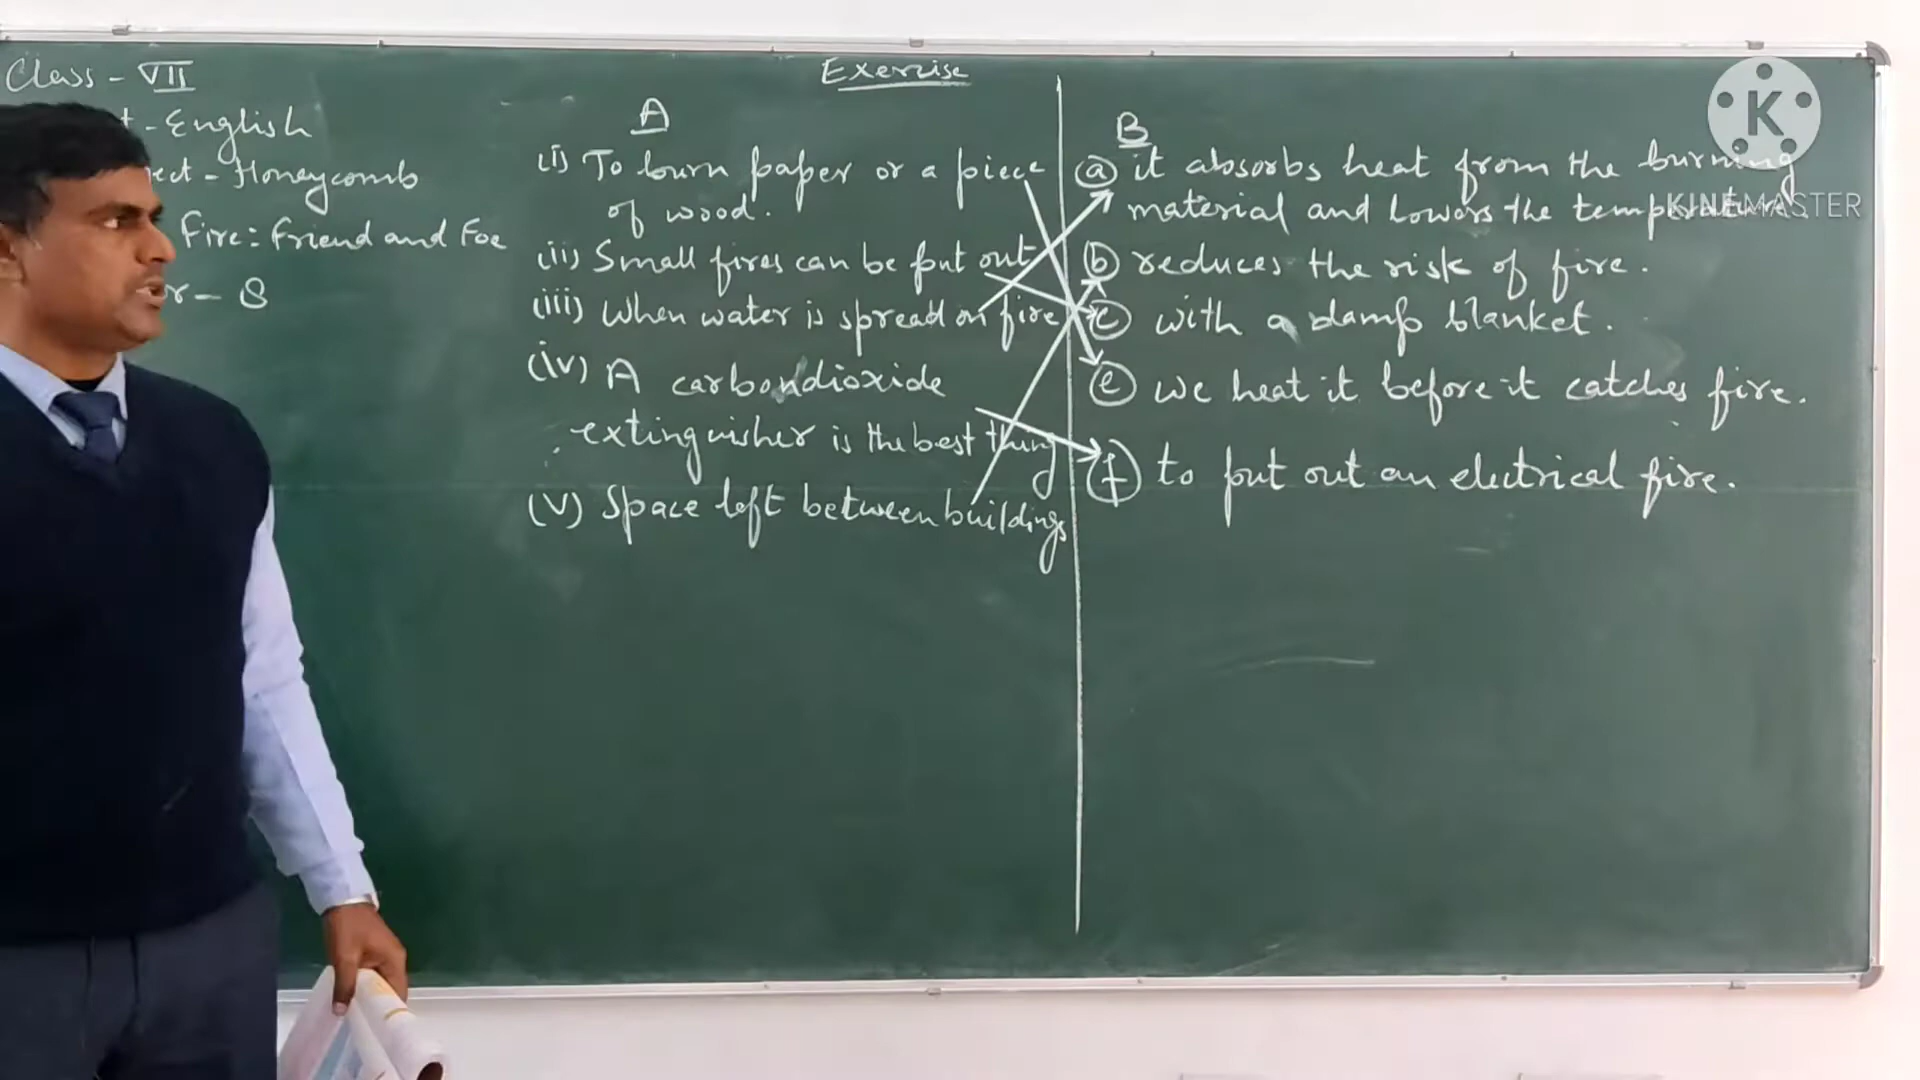 Class - VII
- English
- Honeycomb
Fire: Friend and Foe
- 8
Exercise
A
(i) To burn paper or a piece
of wood.
(ii) Small fires can be put out
(iii) When water is spread on fire
(iv) A carbondioxide
extinguisher is the best thing
(v) Space left between buildings
B
(a) it absorbs heat from the burning
material and lowers the temperature.
(b) reduces the risk of fire.
(c) with a damp blanket.
(e) we heat it before it catches fire.
(f) to put out an electrical fire.
K
KINEMASTER